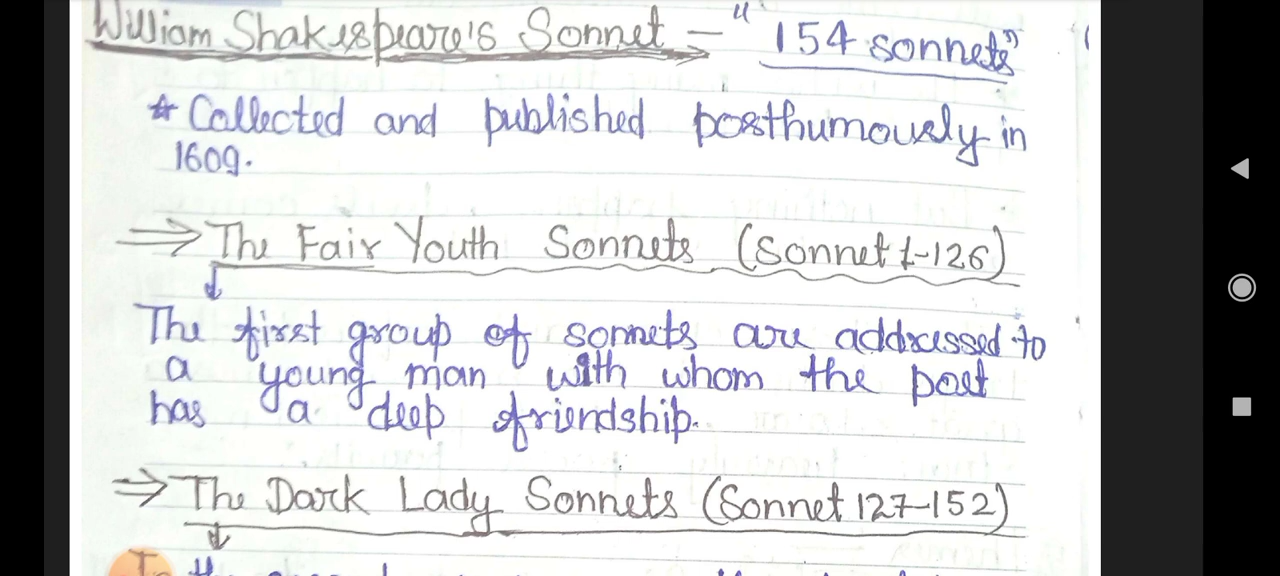 William Shakespeare's Sonnet – "154 sonnets"
* Collected and published posthumously in
1609.
⇒ The Fair Youth Sonnets (Sonnet 1-126)
The first group of sonnets are addressed to
a young man with whom the poet
has a deep friendship.
⇒ The Dark Lady Sonnets (Sonnet 127-152)